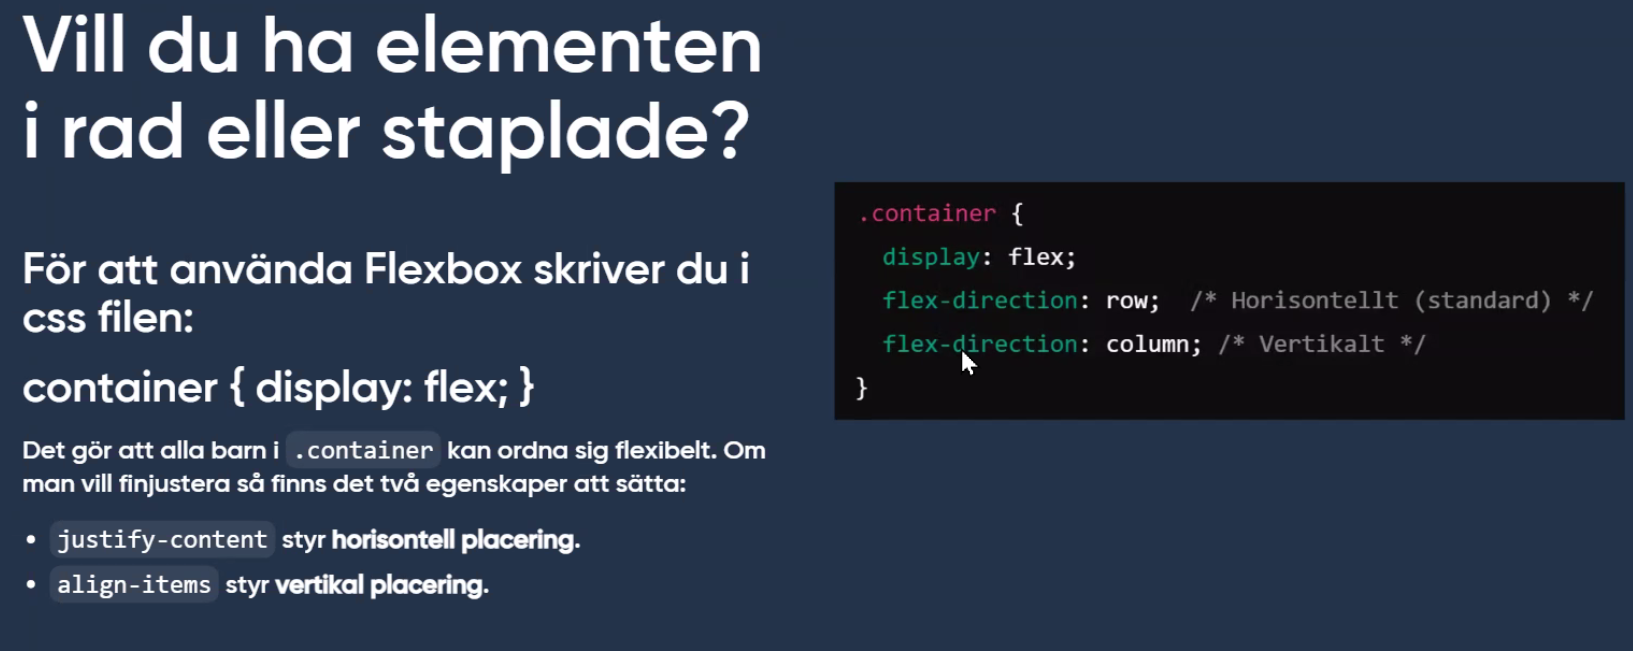 Vill du ha elementen
i rad eller staplade?
För att använda Flexbox skriver du i
css filen:
container { display: flex; }
Det gör att alla barn i .container kan ordna sig flexibelt. Om
man vill finjustera så finns det två egenskaper att sätta:
• justify-content styr horisontell placering.
• align-items styr vertikal placering.
.container {
  display: flex;
  flex-direction: row;  /* Horisontellt (standard) */
  flex-direction: column; /* Vertikalt */
}